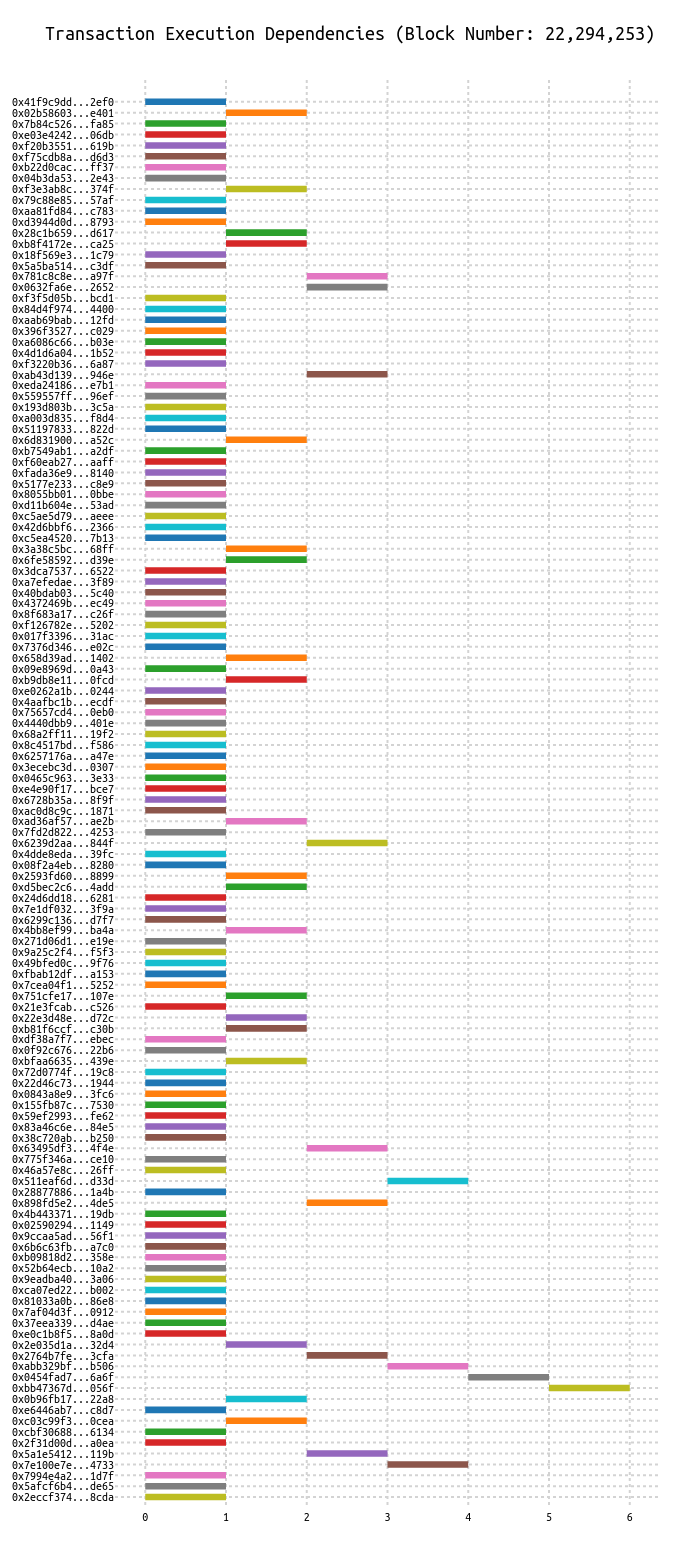 Transaction Execution Dependencies (Block Number: 22,294,253)
0x41f9c9dd...2ef0
0x02b58603...e401
0x7b84c526...fa85
0xe03e4242...06db
0xf20b3551...619b
0xf75cdb8a...d6d3
0xb22d0cac...ff37
0x04b3da53...2e43
0xf3e3ab8c...374f
0x79c88e85...57af
0xaa81fd84...c783
0xd3944d0d...8793
0x28c1b659...d617
0xb8f4172e...ca25
0x18f569e3...1c79
0x5a5ba514...c3df
0x781c8c8e...a97f
0x0632fa6e...2652
0xf3f5d05b...bcd1
0x84d4f974...4400
0xaab69bab...12fd
0x396f3527...c029
0xa6086c66...b03e
0x4d1d6a04...1b52
0xf3220b36...6a87
0xab43d139...946e
0xeda24186...e7b1
0x559557ff...96ef
0x193d803b...3c5a
0xa003d835...f8d4
0x51197833...822d
0x6d831900...a52c
0xb7549ab1...a2df
0xf60eab27...aaff
0xfada36e9...8140
0x5177e233...c8e9
0x8055bb01...0bbe
0xd11b604e...53ad
0xc5ae5d79...aeee
0x42d6bbf6...2366
0xc5ea4520...7b13
0x3a38c5bc...68ff
0x6fe58592...d39e
0x3dca7537...6522
0xa7efedae...3f89
0x40bdab03...5c40
0x4372469b...ec49
0x8f683a17...c26f
0xf126782e...5202
0x017f3396...31ac
0x7376d346...e02c
0x658d39ad...1402
0x09e8969d...0a43
0xb9db8e11...0fcd
0xe0262a1b...0244
0x4aafbc1b...ecdf
0x75657cd4...0eb0
0x4440dbb9...401e
0x68a2ff11...19f2
0x8c4517bd...f586
0x6257176a...a47e
0x3ecebc3d...0307
0x0465c963...3e33
0xe4e90f17...bce7
0x6728b35a...8f9f
0xac0d8c9c...1871
0xad36af57...ae2b
0x7fd2d822...4253
0x6239d2aa...844f
0x4dde8eda...39fc
0x08f2a4eb...8280
0x2593fd60...8899
0xd5bec2c6...4add
0x24d6dd18...6281
0x7e1df032...3f9a
0x6299c136...d7f7
0x4bb8ef99...ba4a
0x271d06d1...e19e
0x9a25c2f4...f5f3
0x49bfed0c...9f76
0xfbab12df...a153
0x7cea04f1...5252
0x751cfe17...107e
0x21e3fcab...c526
0x22e3d48e...d72c
0xb81f6ccf...c30b
0xdf38a7f7...ebec
0x0f92c676...22b6
0xbfaa6635...439e
0x72d0774f...19c8
0x22d46c73...1944
0x0843a8e9...3fc6
0x155fb87c...7530
0x59ef2993...fe62
0x83a46c6e...84e5
0x38c720ab...b250
0x63495df3...4f4e
0x775f346a...ce10
0x46a57e8c...26ff
0x511eaf6d...d33d
0x28877886...1a4b
0x898fd5e2...4de5
0x4b443371...19db
0x02590294...1149
0x9ccaa5ad...56f1
0x6b6c63fb...a7c0
0xb09818d2...358e
0x52b64ecb...10a2
0x9eadba40...3a06
0xca07ed22...b002
0x81033a0b...86e8
0x7af04d3f...0912
0x37eea339...d4ae
0xe0c1b8f5...8a0d
0x2e035d1a...32d4
0x2764b7fe...3cfa
0xabb329bf...b506
0x0454fad7...6a6f
0xbb47367d...056f
0x0b96fb17...22a8
0xe6446ab7...c8d7
0xc03c99f3...0cea
0xcbf30688...6134
0x2f31d00d...a0ea
0x5a1e5412...119b
0x7e100e7e...4733
0x7994e4a2...1d7f
0x5afcf6b4...de65
0x2eccf374...8cda
0 1 2 3 4 5 6